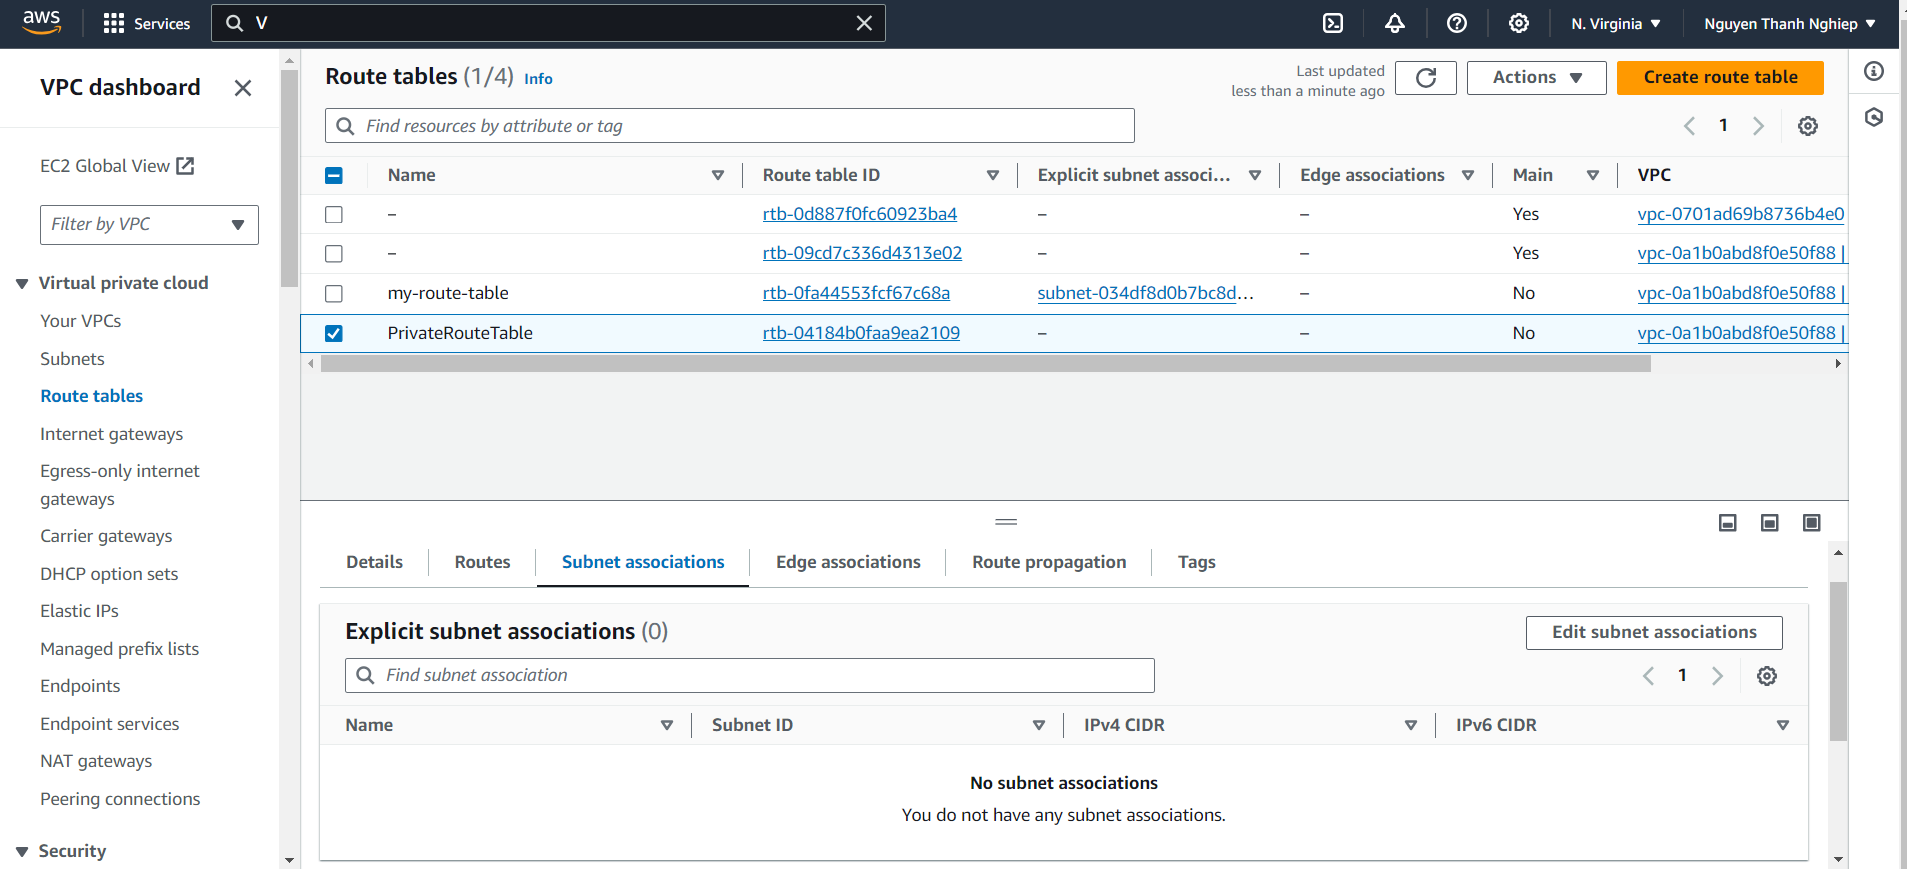 aws
Services
V
N. Virginia
Nguyen Thanh Nghiep
VPC dashboard
EC2 Global View
Filter by VPC
Virtual private cloud
Your VPCs
Subnets
Route tables
Internet gateways
Egress-only internet
gateways
Carrier gateways
DHCP option sets
Elastic IPs
Managed prefix lists
Endpoints
Endpoint services
NAT gateways
Peering connections
Security
Route tables (1/4) Info
Last updated
less than a minute ago
Actions
Create route table
Find resources by attribute or tag
1
Name Route table ID Explicit subnet associ... Edge associations Main VPC
– rtb-0d887f0fc60923ba4 – – Yes vpc-0701ad69b8736b4e0
– rtb-09cd7c336d4313e02 – – Yes vpc-0a1b0abd8f0e50f88 |
my-route-table rtb-0fa44553fcf67c68a subnet-034df8d0b7bc8d... – No vpc-0a1b0abd8f0e50f88 |
PrivateRouteTable rtb-04184b0faa9ea2109 – – No vpc-0a1b0abd8f0e50f88 |
Details Routes Subnet associations Edge associations Route propagation Tags
Explicit subnet associations (0)
Edit subnet associations
Find subnet association
1
Name Subnet ID IPv4 CIDR IPv6 CIDR
No subnet associations
You do not have any subnet associations.